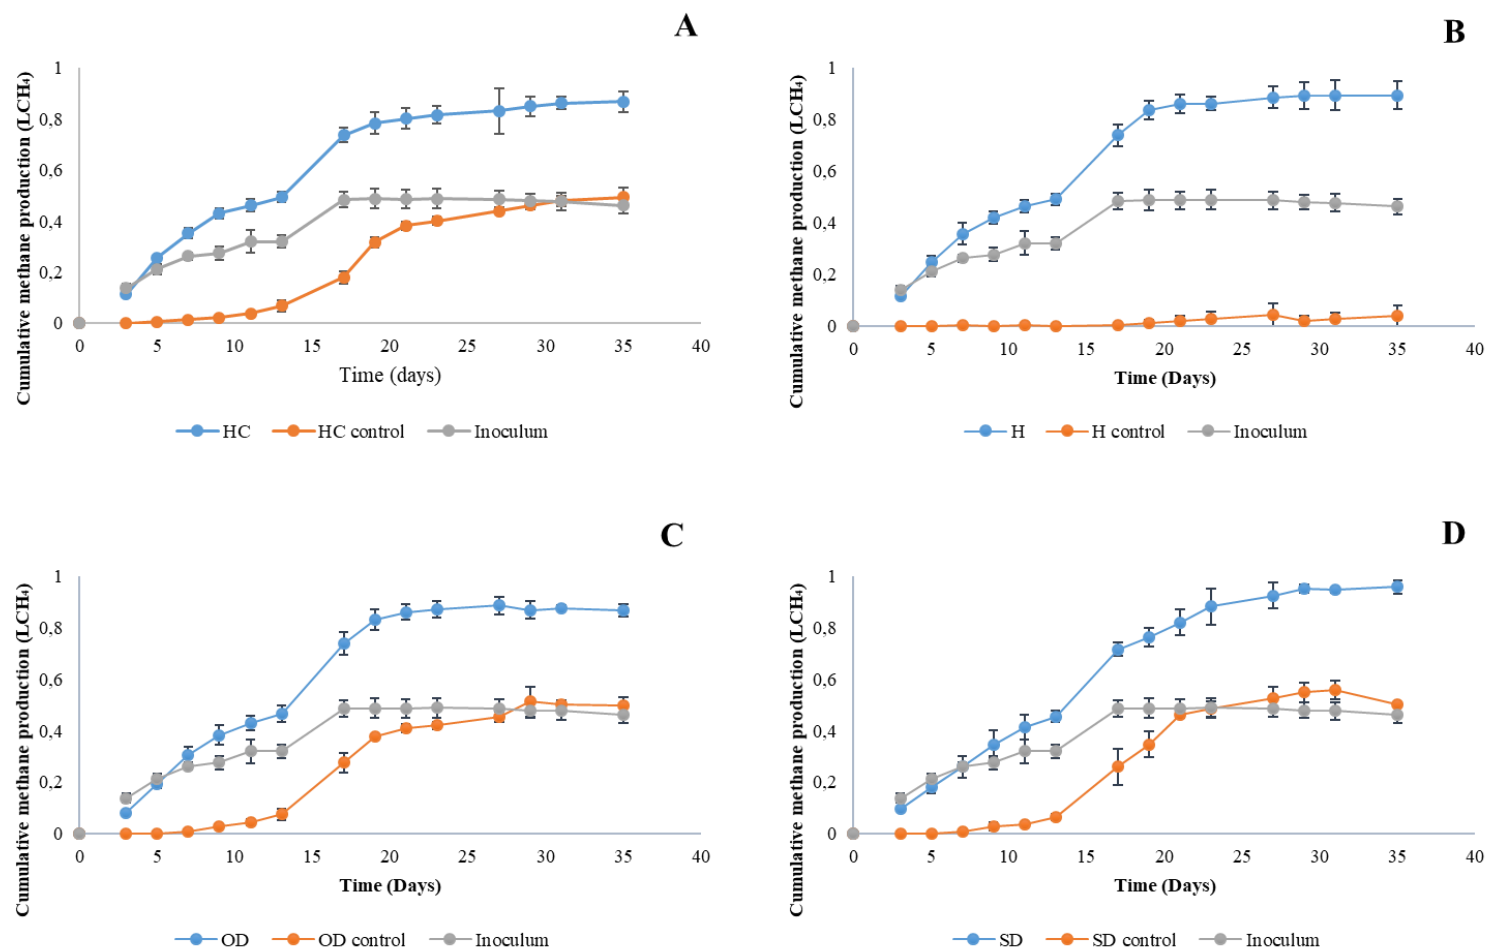 A
Cumulative methane production (LCH₄)
1
0,8
0,6
0,4
0,2
0
0 5 10 15 20 25 30 35 40
Time (days)
HC HC control Inoculum
B
Cumulative methane production (LCH₄)
1
0,8
0,6
0,4
0,2
0
0 5 10 15 20 25 30 35 40
Time (Days)
H H control Inoculum
C
Cumulative methane production (LCH₄)
1
0,8
0,6
0,4
0,2
0
0 5 10 15 20 25 30 35 40
Time (Days)
OD OD control Inoculum
D
Cumulative methane production (LCH₄)
1
0,8
0,6
0,4
0,2
0
0 5 10 15 20 25 30 35 40
Time (Days)
SD SD control Inoculum